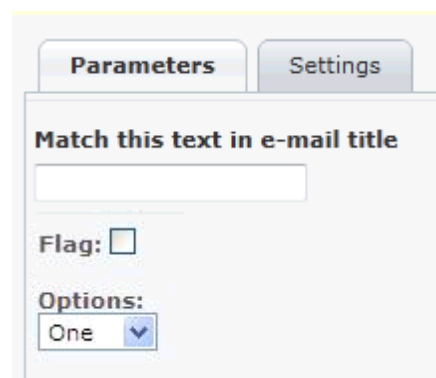 Parameters Settings
Match this text in e-mail title
Flag:
Options:
One